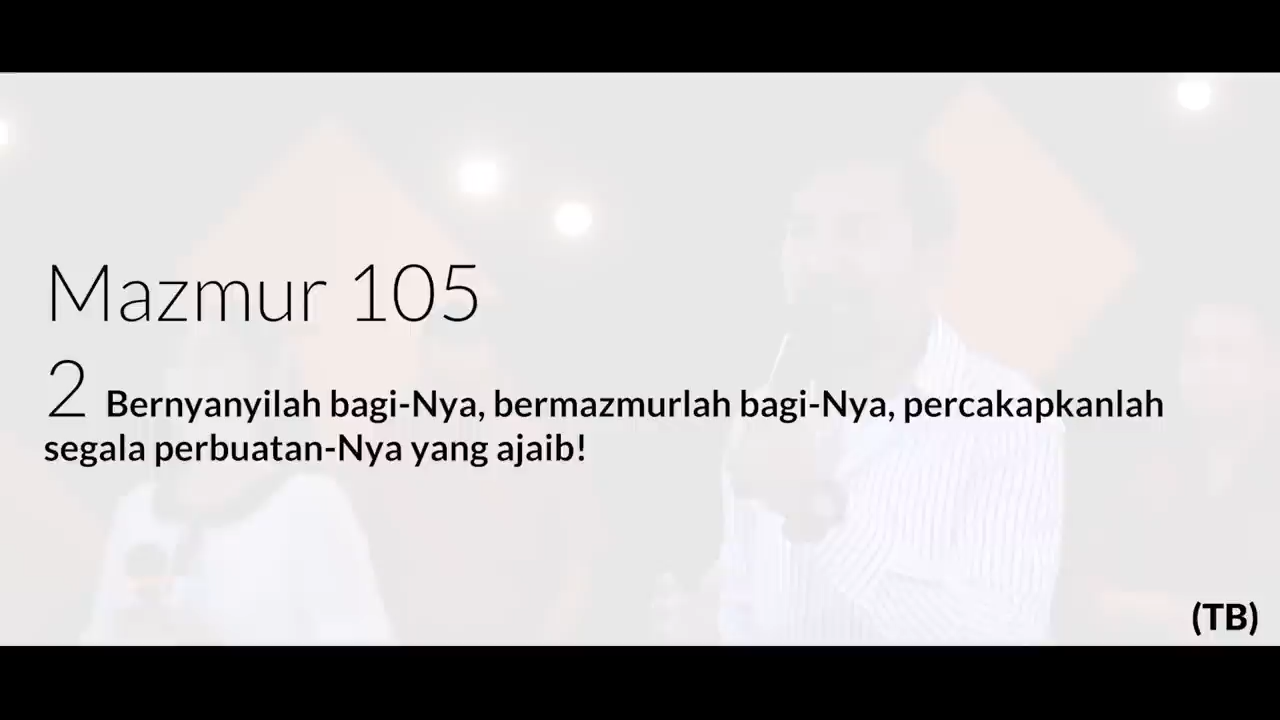 Mazmur 105
2 Bernyanyilah bagi-Nya, bermazmurlah bagi-Nya, percakapkanlah
segala perbuatan-Nya yang ajaib!
(TB)